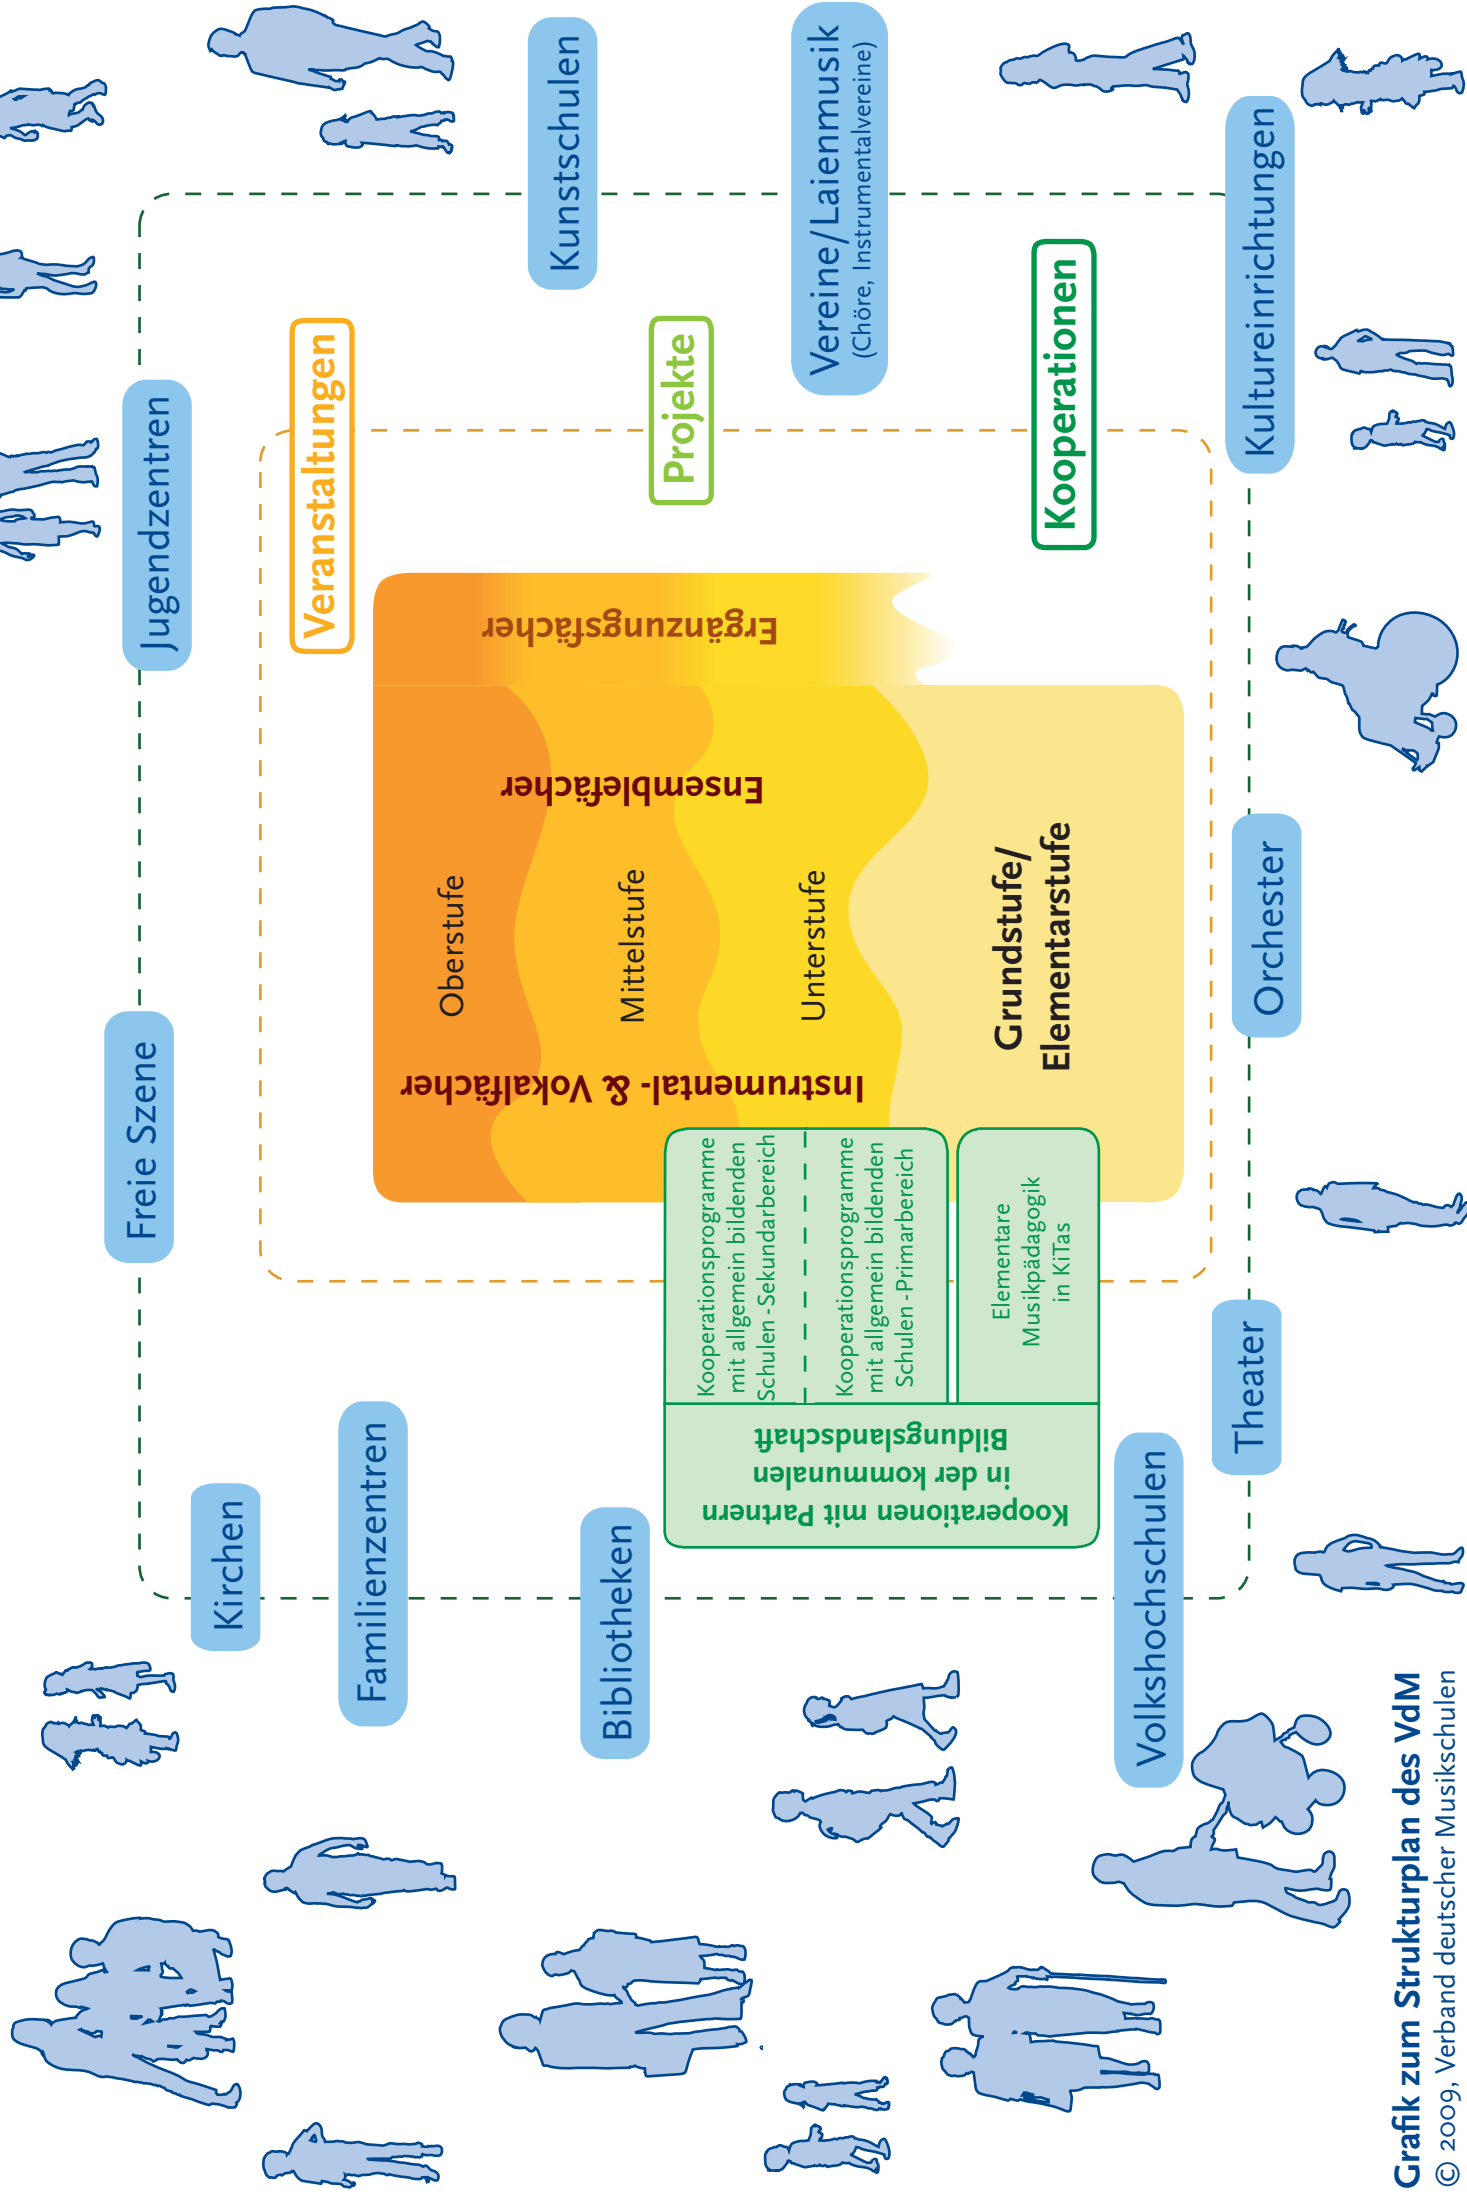 Freie Szene
Jugendzentren
Kirchen
Veranstaltungen
Familienzentren
Kunstschulen
Oberstufe
Mittelstufe
Unterstufe
Grundstufe/
Elementarstufe
Instrumental- & Vokalfächer
Ensemblefächer
Ergänzungsfächer
Projekte
Bibliotheken
Vereine/Laienmusik
(Chöre, Instrumentalvereine)
Kooperationen mit Partnern
in der kommunalen
Bildungslandschaft
Kooperationsprogramme
mit allgemein bildenden
Schulen - Sekundarbereich
Kooperationsprogramme
mit allgemein bildenden
Schulen - Primarbereich
Elementare
Musikpädagogik
in KiTas
Kooperationen
Volkshochschulen
Theater
Orchester
Kultureinrichtungen
Grafik zum Strukturplan des VdM
© 2009, Verband deutscher Musikschulen